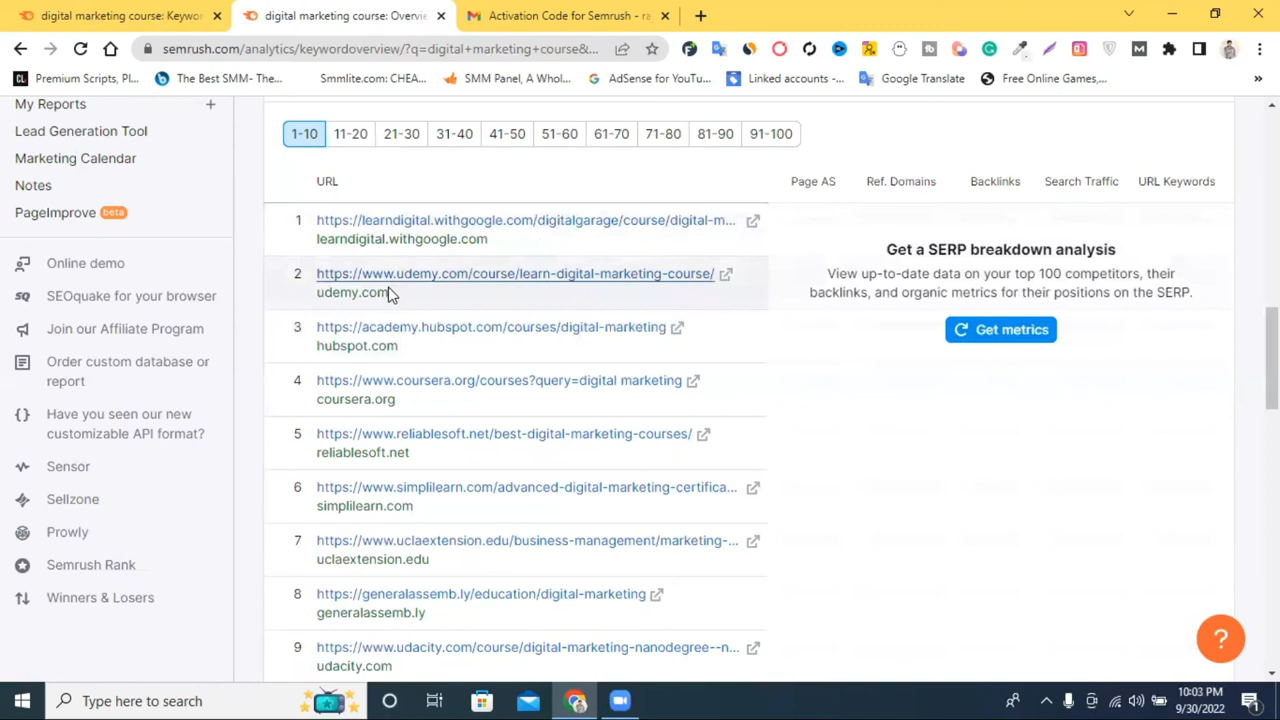 digital marketing course: Keywor
digital marketing course: Overvie
Activation Code for Semrush - ra
semrush.com/analytics/keywordoverview/?q=digital+marketing+course&...
Premium Scripts, Pl...
The Best SMM- The...
Smmlite.com: CHEA...
SMM Panel, A Whol...
AdSense for YouTu...
Linked accounts -...
Google Translate
Free Online Games,...
»
My Reports +
Lead Generation Tool
Marketing Calendar
Notes
PageImprove beta
Online demo
SEOquake for your browser
Join our Affiliate Program
Order custom database or
report
Have you seen our new
customizable API format?
Sensor
Sellzone
Prowly
Semrush Rank
Winners & Losers
1-10 11-20 21-30 31-40 41-50 51-60 61-70 71-80 81-90 91-100
URL Page AS Ref. Domains Backlinks Search Traffic URL Keywords
1 https://learndigital.withgoogle.com/digitalgarage/course/digital-m...
learndigital.withgoogle.com
2 https://www.udemy.com/course/learn-digital-marketing-course/
udemy.com
3 https://academy.hubspot.com/courses/digital-marketing
hubspot.com
4 https://www.coursera.org/courses?query=digital marketing
coursera.org
5 https://www.reliablesoft.net/best-digital-marketing-courses/
reliablesoft.net
6 https://www.simplilearn.com/advanced-digital-marketing-certifica...
simplilearn.com
7 https://www.uclaextension.edu/business-management/marketing-...
uclaextension.edu
8 https://generalassemb.ly/education/digital-marketing
generalassemb.ly
9 https://www.udacity.com/course/digital-marketing-nanodegree--n...
udacity.com
Get a SERP breakdown analysis
View up-to-date data on your top 100 competitors, their
backlinks, and organic metrics for their positions on the SERP.
Get metrics
?
Type here to search
10:03 PM
9/30/2022
1